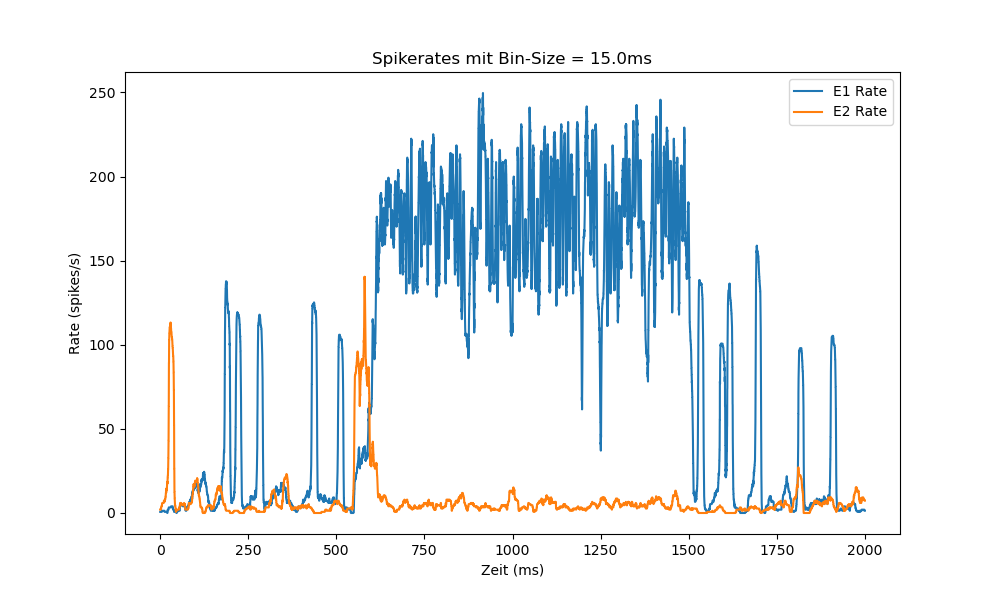 Spikerates mit Bin-Size = 15.0ms
E1 Rate
E2 Rate
Rate (spikes/s)
250
200
150
100
50
0
0 250 500 750 1000 1250 1500 1750 2000
Zeit (ms)